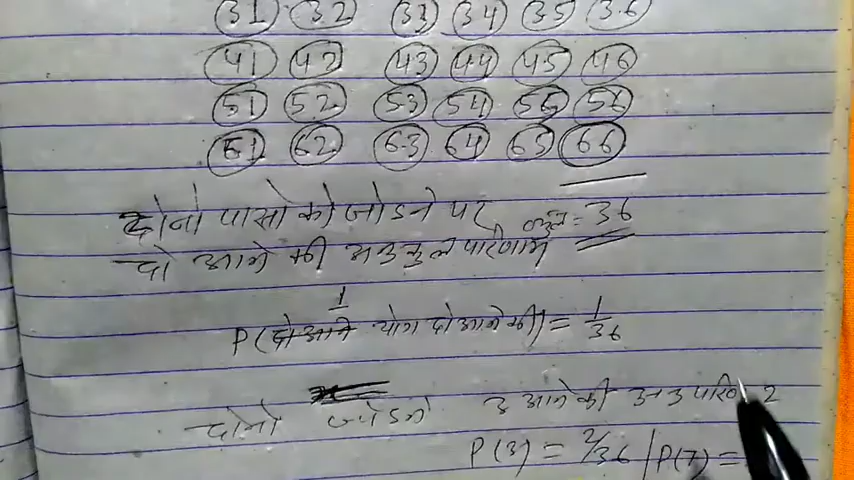 31 32 33 34 35 36
41 42 43 44 45 46
51 52 53 54 55 56
61 62 63 64 65 66
दोनो पासो को जोडने पर = 36
दो आने की अनुकुल परिणाम
1
P(योग दो आने की) = 1/36
दोनो जोडने 3 आने की 2
P(3) = 2/36 | P(7) =